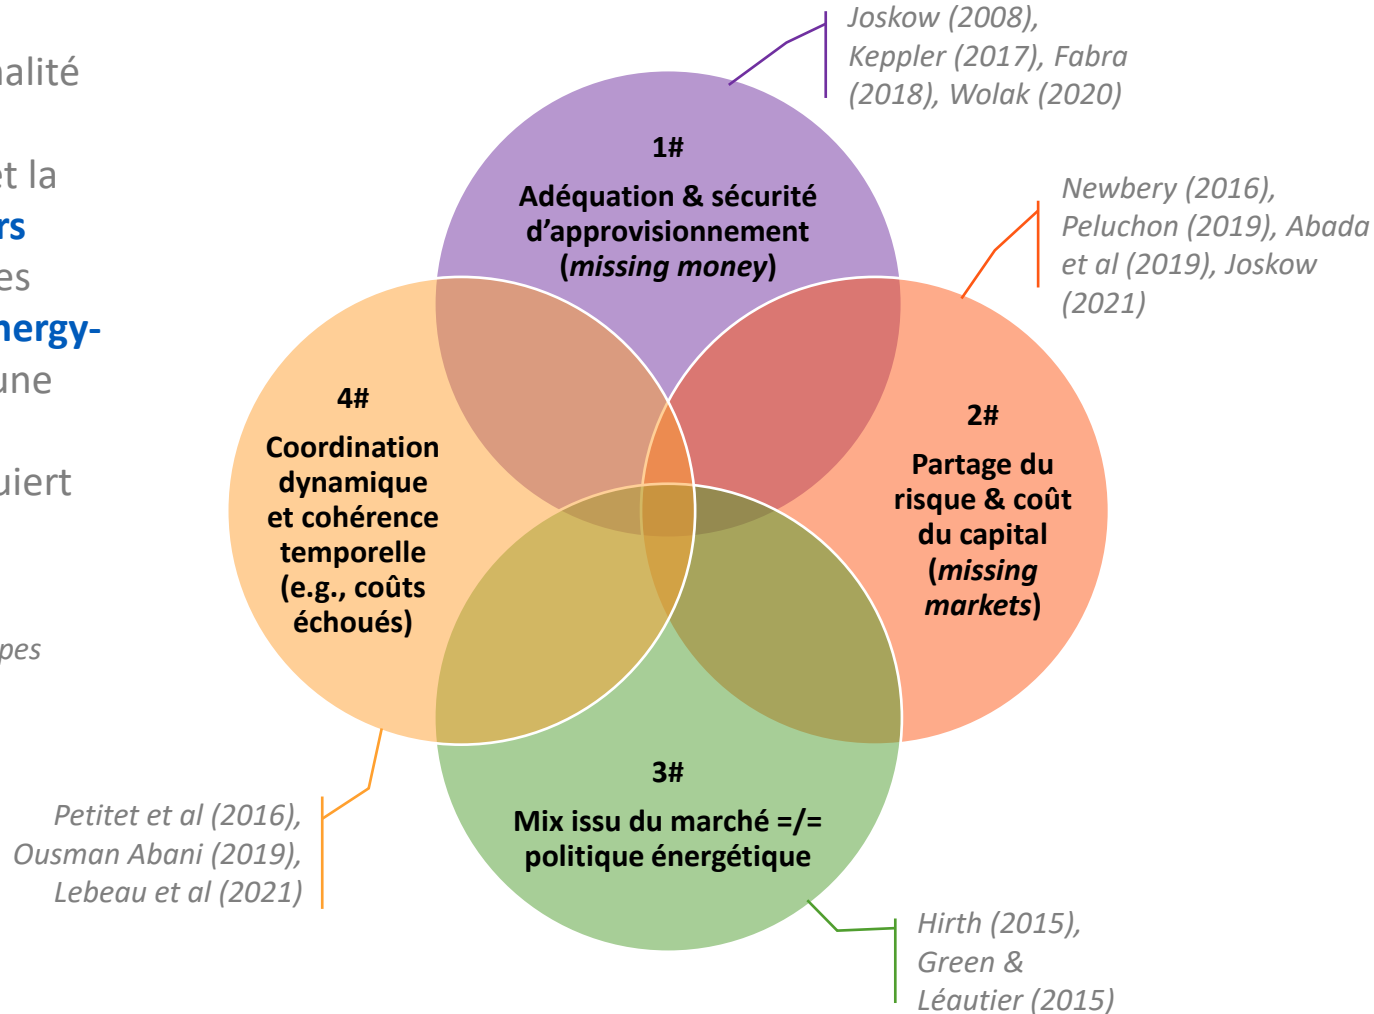 nalité
et la
rs
es
nergy-
une
uiert
pes
Joskow (2008),
Keppler (2017), Fabra
(2018), Wolak (2020)
1#
Adéquation & sécurité
d’approvisionnement
(missing money)
Newbery (2016),
Peluchon (2019), Abada
et al (2019), Joskow
(2021)
2#
Partage du
risque & coût
du capital
(missing
markets)
4#
Coordination
dynamique
et cohérence
temporelle
(e.g., coûts
échoués)
3#
Mix issu du marché =/=
politique énergétique
Petitet et al (2016),
Ousman Abani (2019),
Lebeau et al (2021)
Hirth (2015),
Green &
Léautier (2015)